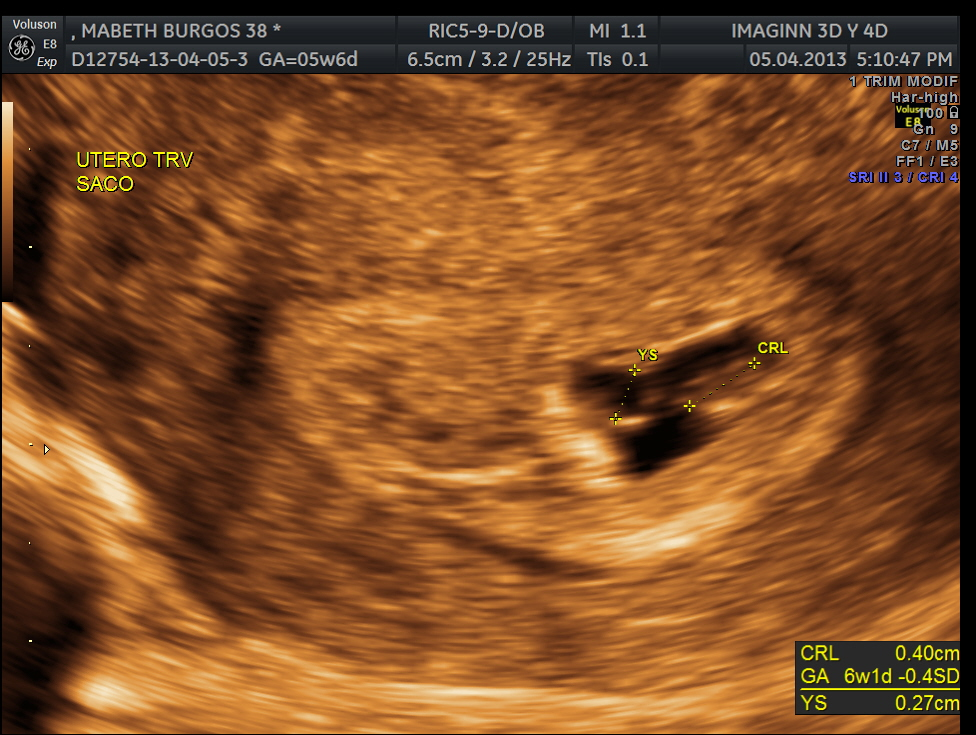 Voluson
E8
Exp
, MABETH BURGOS 38 *
D12754-13-04-05-3 GA=05w6d
RIC5-9-D/OB
6.5cm / 3.2 / 25Hz
MI 1.1
TIs 0.1
IMAGINN 3D Y 4D
05.04.2013 5:10:47 PM
1 TRIM MODIF
Har-high
Voluson
E8
100
Gn 9
C7 / M5
FF1 / E3
SRI II 3 / CRI 4
UTERO TRV
SACO
YS
CRL
CRL 0.40cm
GA 6w1d -0.4SD
YS 0.27cm